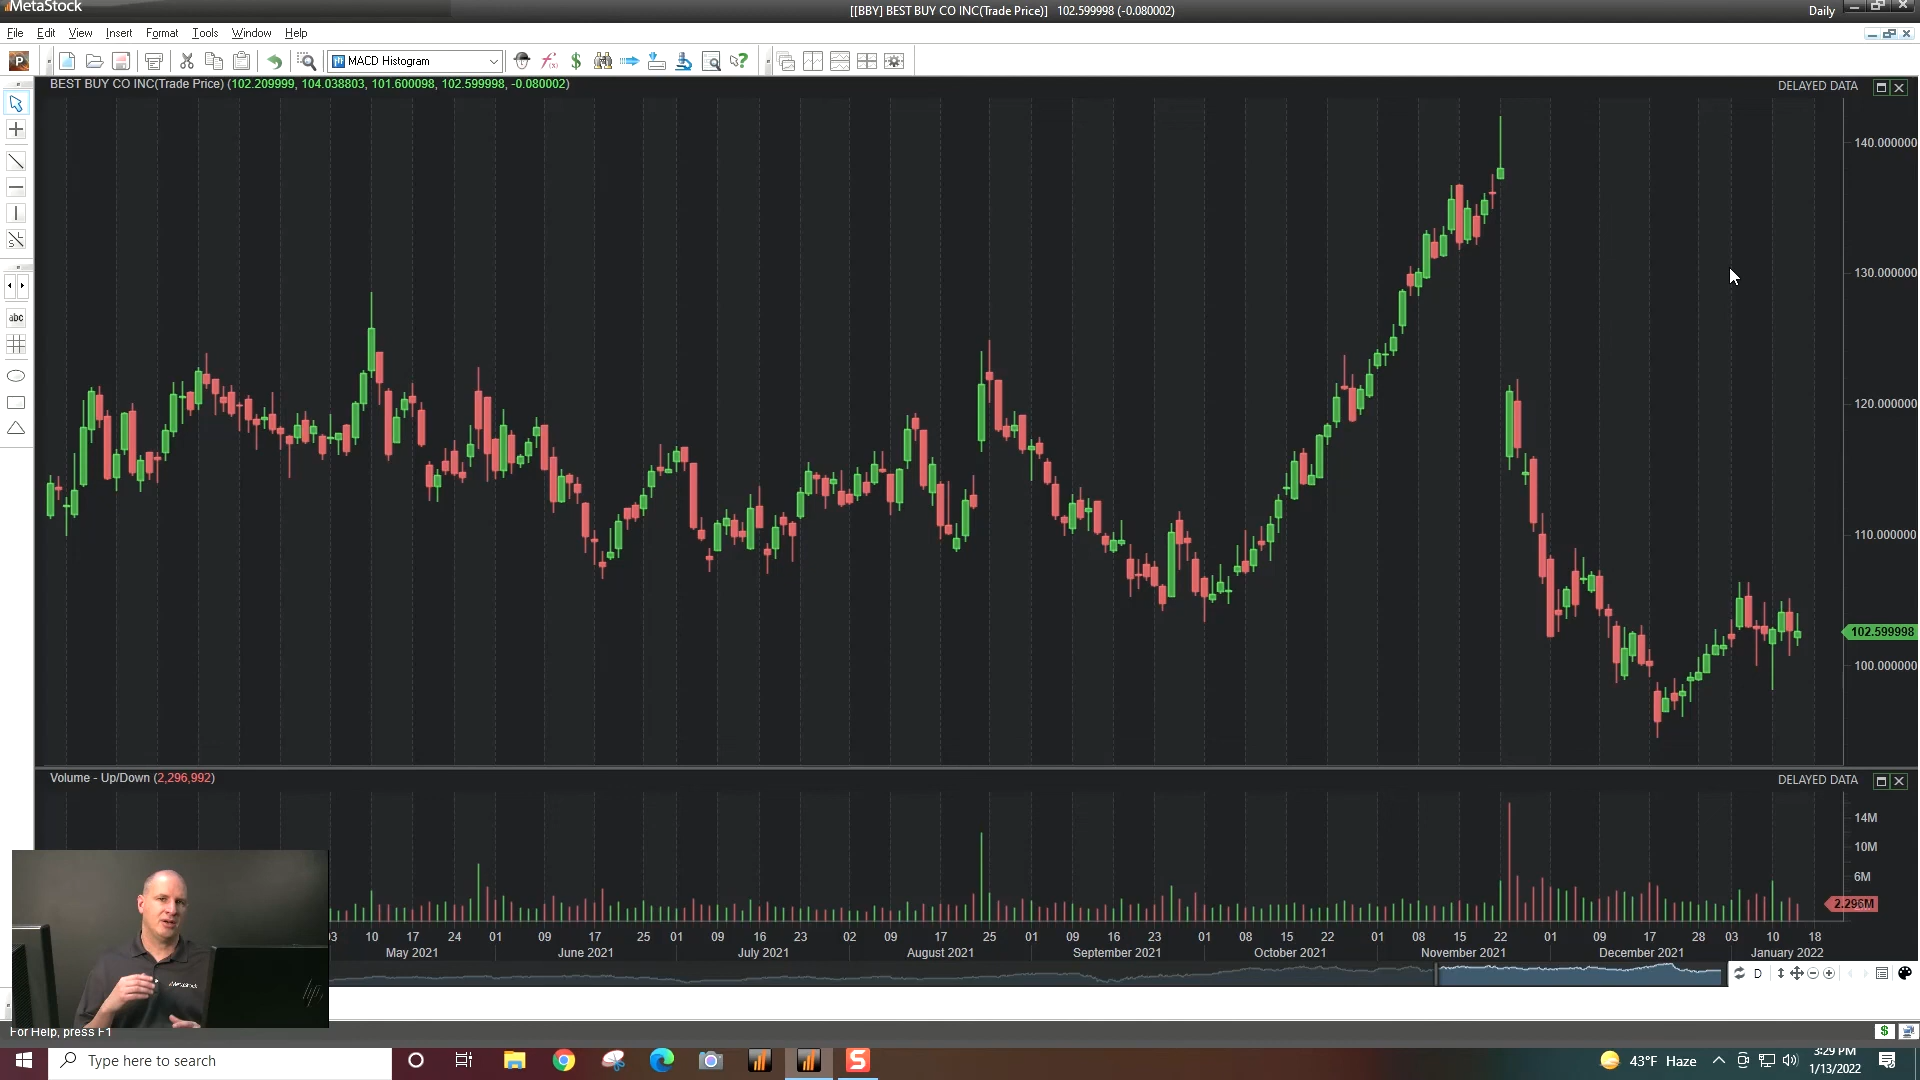 MetaStock
[[BBY] BEST BUY CO INC(Trade Price)] 102.599998 (-0.080002)
Daily
File Edit View Insert Format Tools Window Help
MACD Histogram
BEST BUY CO INC(Trade Price) (102.209999, 104.038803, 101.600098, 102.599998, -0.080002)
DELAYED DATA
140.000000
130.000000
120.000000
110.000000
102.599998
100.000000
abc
Volume - Up/Down (2,296,992)
DELAYED DATA
14M
10M
6M
2.296M
03 10 17 24 01 09 17 25 01 09 16 23 02 09 17 25 01 09 16 23 01 08 15 22 01 08 15 22 01 09 17 28 03 10 18
May 2021 June 2021 July 2021 August 2021 September 2021 October 2021 November 2021 December 2021 January 2022
D
MetaStock
hp
For Help, press F1
Type here to search
43°F Haze
3:29 PM
1/13/2022